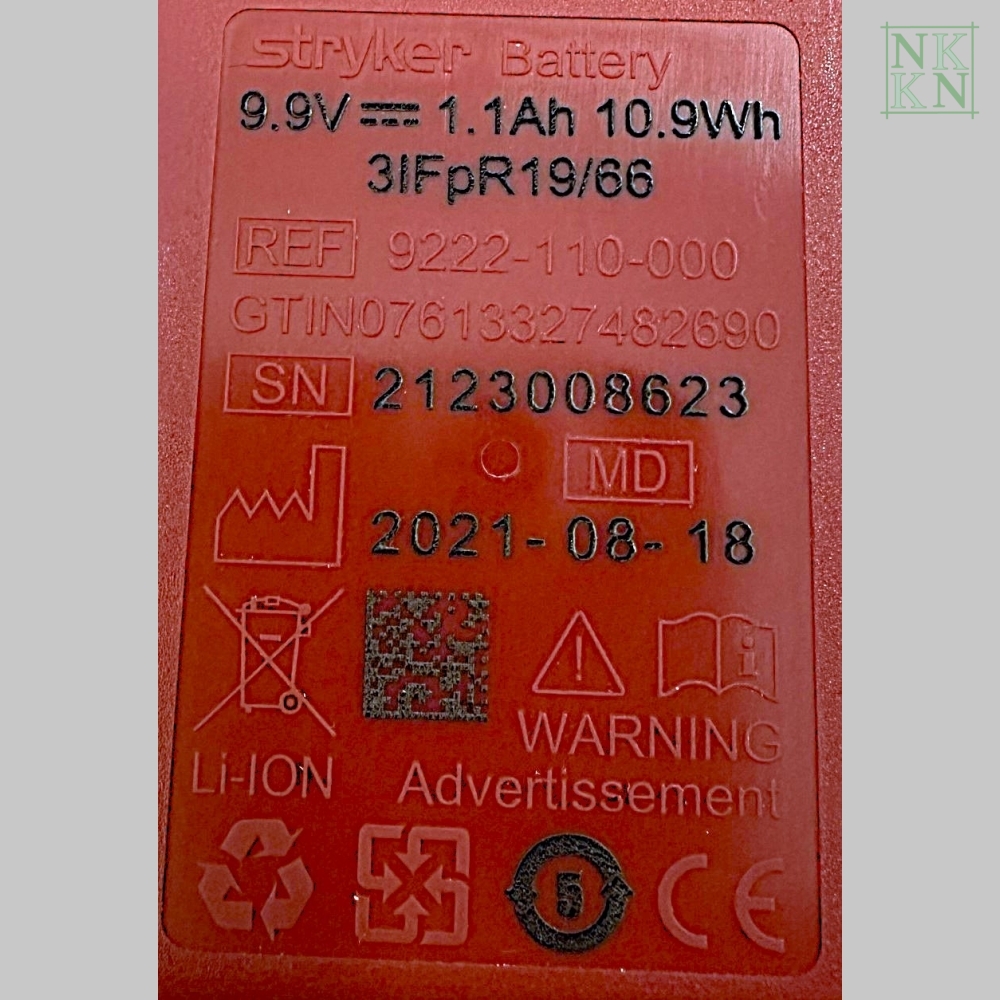 NK
KN
stryker Battery
9.9V 1.1Ah 10.9Wh
3IFpR19/66
REF 9222-110-000
GTIN07613327482690
SN 2123008623
MD
2021-08-18
WARNING
Li-ION
Advertissement
5
CE